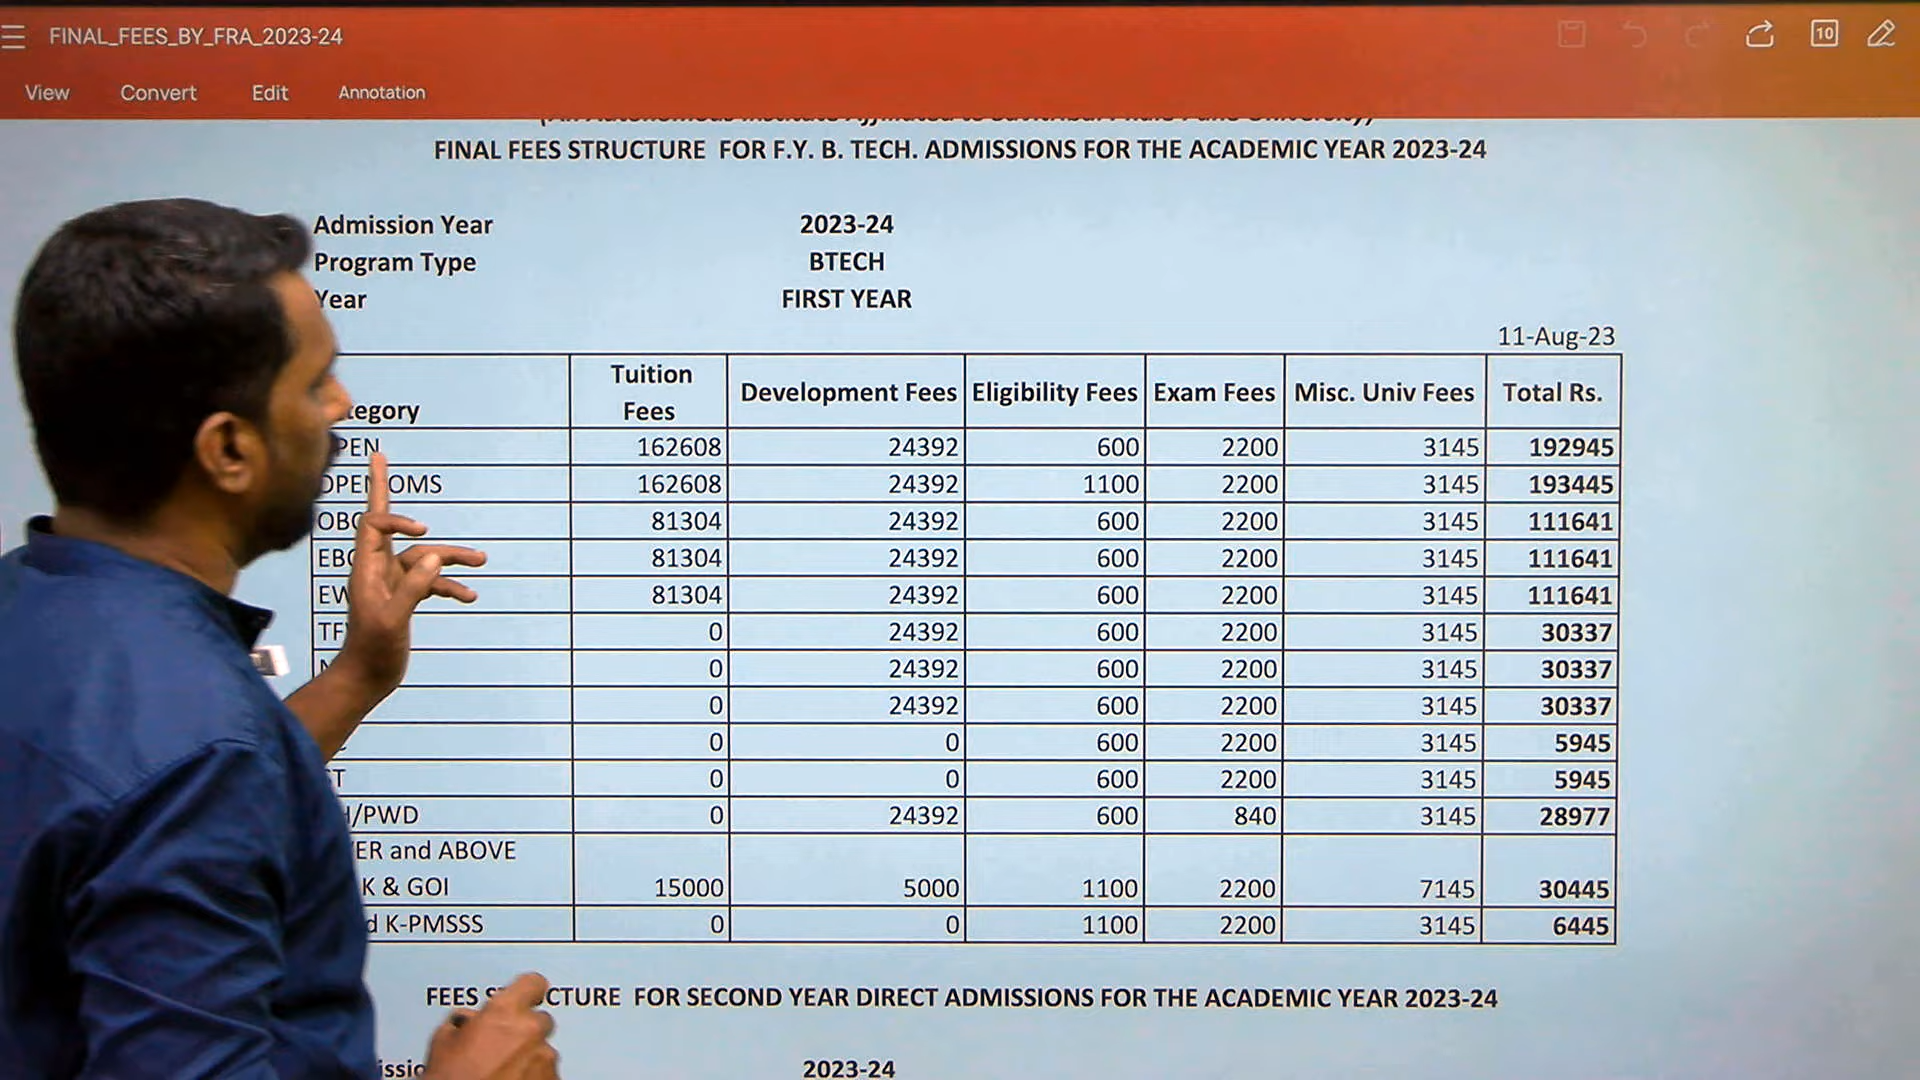 FINAL_FEES_BY_FRA_2023-24
10
View Convert Edit Annotation
FINAL FEES STRUCTURE FOR F.Y. B. TECH. ADMISSIONS FOR THE ACADEMIC YEAR 2023-24
Admission Year 2023-24
Program Type BTECH
Year FIRST YEAR
11-Aug-23
Tuition Fees Development Fees Eligibility Fees Exam Fees Misc. Univ Fees Total Rs.
162608 24392 600 2200 3145 192945
OMS 162608 24392 1100 2200 3145 193445
81304 24392 600 2200 3145 111641
81304 24392 600 2200 3145 111641
81304 24392 600 2200 3145 111641
0 24392 600 2200 3145 30337
0 24392 600 2200 3145 30337
0 24392 600 2200 3145 30337
0 0 600 2200 3145 5945
0 0 600 2200 3145 5945
/PWD 0 24392 600 840 3145 28977
and ABOVE
& GOI 15000 5000 1100 2200 7145 30445
K-PMSSS 0 0 1100 2200 3145 6445
FEES FOR SECOND YEAR DIRECT ADMISSIONS FOR THE ACADEMIC YEAR 2023-24
2023-24